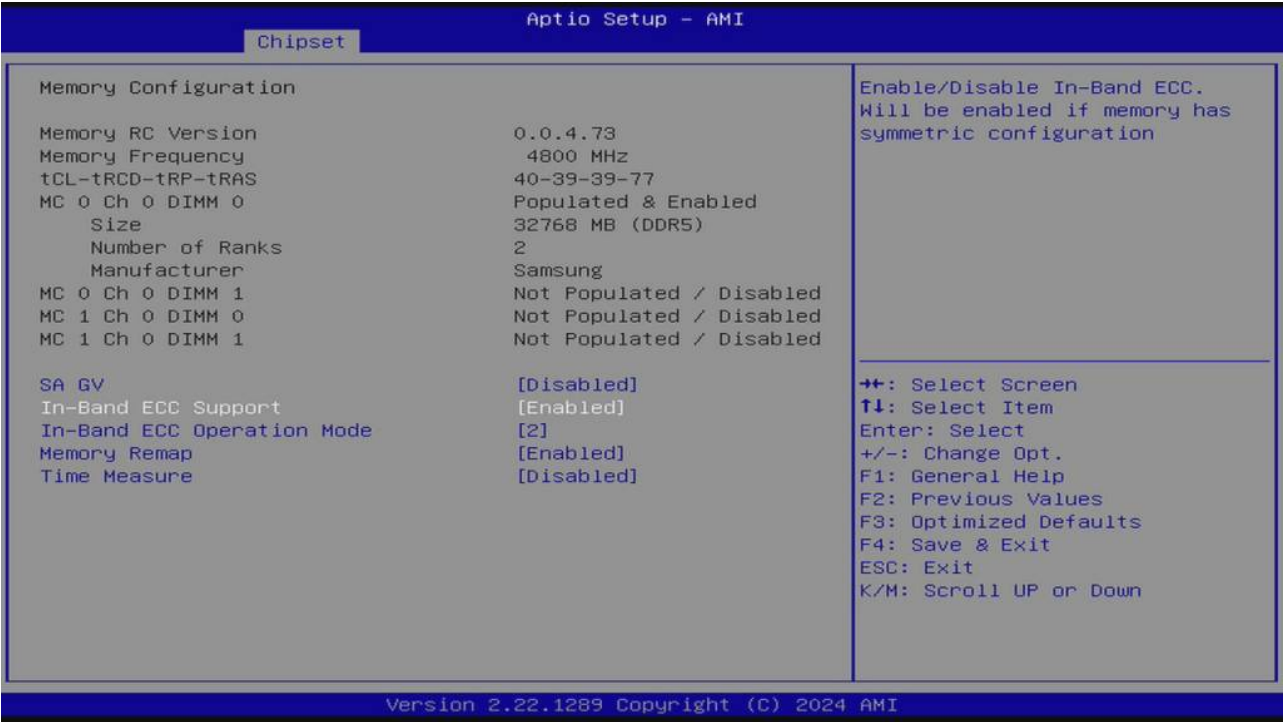 Aptio Setup – AMI
Chipset
Memory Configuration
Memory RC Version 0.0.4.73
Memory Frequency 4800 MHz
tCL-tRCD-tRP-tRAS 40-39-39-77
MC 0 Ch 0 DIMM 0 Populated & Enabled
Size 32768 MB (DDR5)
Number of Ranks 2
Manufacturer Samsung
MC 0 Ch 0 DIMM 1 Not Populated / Disabled
MC 1 Ch 0 DIMM 0 Not Populated / Disabled
MC 1 Ch 0 DIMM 1 Not Populated / Disabled
SA GV [Disabled]
In-Band ECC Support [Enabled]
In-Band ECC Operation Mode [2]
Memory Remap [Enabled]
Time Measure [Disabled]
Enable/Disable In-Band ECC.
Will be enabled if memory has
symmetric configuration
→←: Select Screen
↑↓: Select Item
Enter: Select
+/-: Change Opt.
F1: General Help
F2: Previous Values
F3: Optimized Defaults
F4: Save & Exit
ESC: Exit
K/M: Scroll UP or Down
Version 2.22.1289 Copyright (C) 2024 AMI